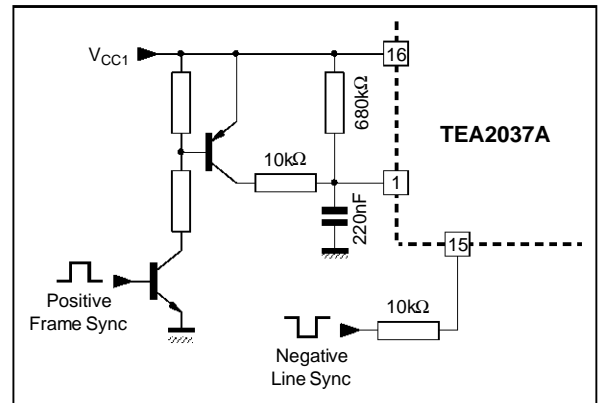 VCC1
16
680kΩ
TEA2037A
10kΩ
1
220nF
15
Positive
Frame Sync
10kΩ
Negative
Line Sync